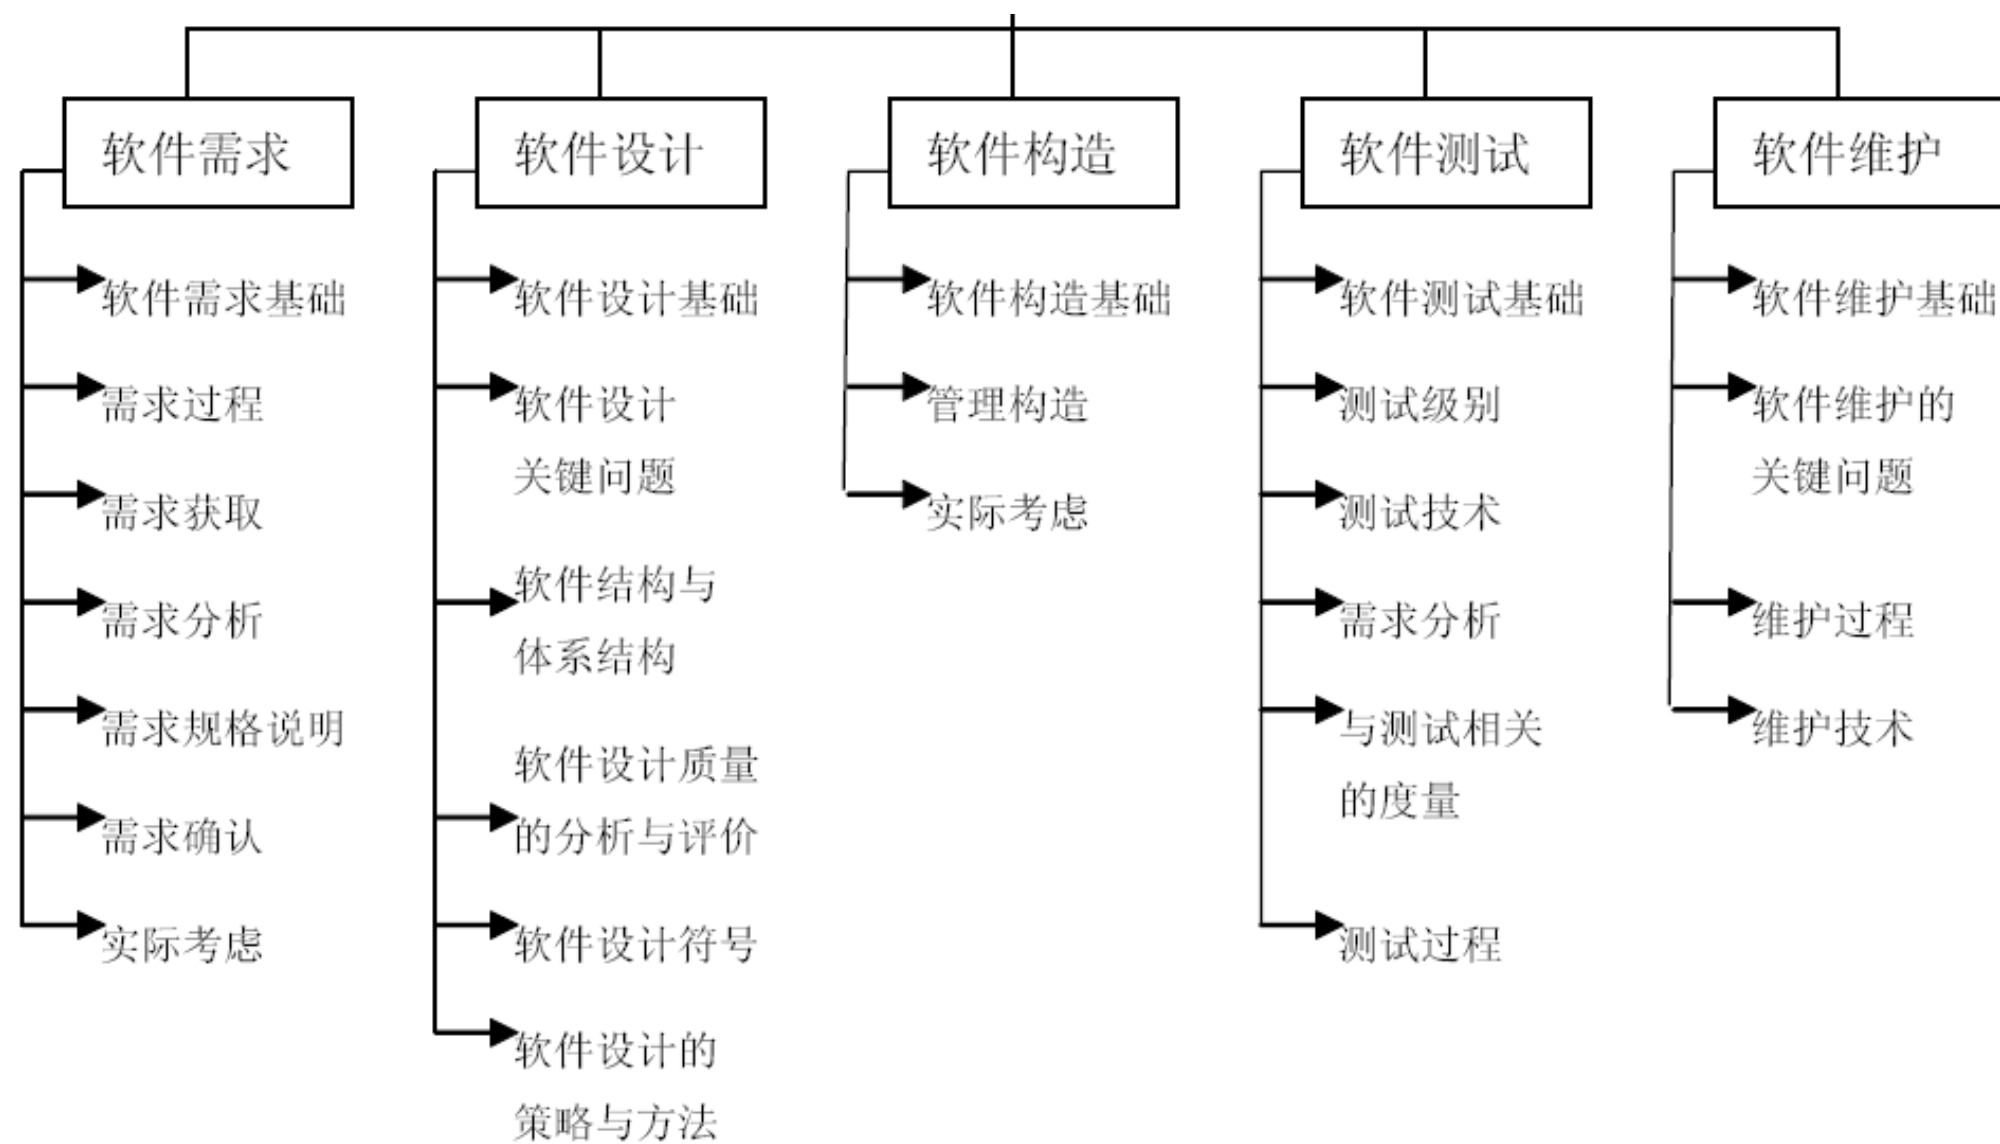 软件需求
软件需求基础
需求过程
需求获取
需求分析
需求规格说明
需求确认
实际考虑
软件设计
软件设计基础
软件设计
关键问题
软件结构与
体系结构
软件设计质量
的分析与评价
软件设计符号
软件设计的
策略与方法
软件构造
软件构造基础
管理构造
实际考虑
软件测试
软件测试基础
测试级别
测试技术
需求分析
与测试相关
的度量
测试过程
软件维护
软件维护基础
软件维护的
关键问题
维护过程
维护技术